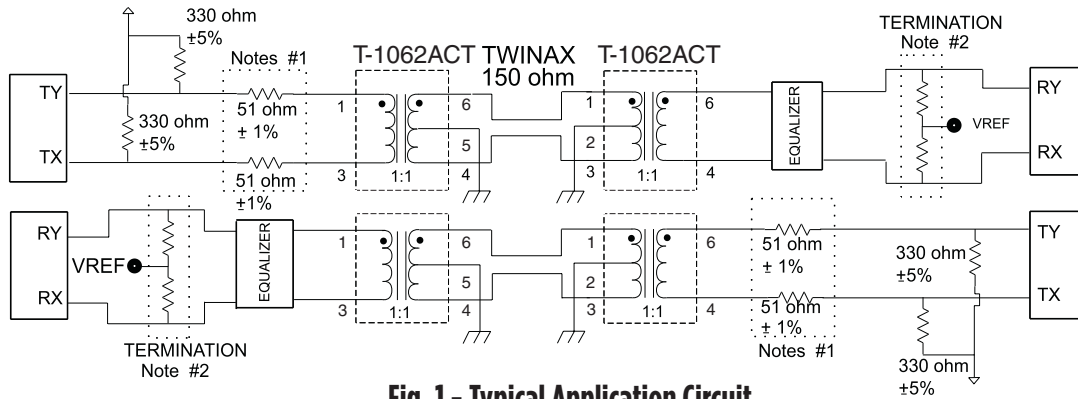 330 ohm
±5%
Notes #1
T-1062ACT
TWINAX
150 ohm
T-1062ACT
TERMINATION
Note #2
TY
TX
330 ohm
±5%
51 ohm
± 1%
51 ohm
±1%
1
3
6
5
4
1:1
1
2
3
6
4
1:1
EQUALIZER
VREF
RY
RX
RY
RX
VREF
TERMINATION
Note #2
EQUALIZER
1
3
6
5
4
1:1
1
2
3
6
4
1:1
51 ohm
± 1%
51 ohm
± 1%
Notes #1
330 ohm
±5%
330 ohm
±5%
TY
TX
Fig. 1 - Typical Application Circuit